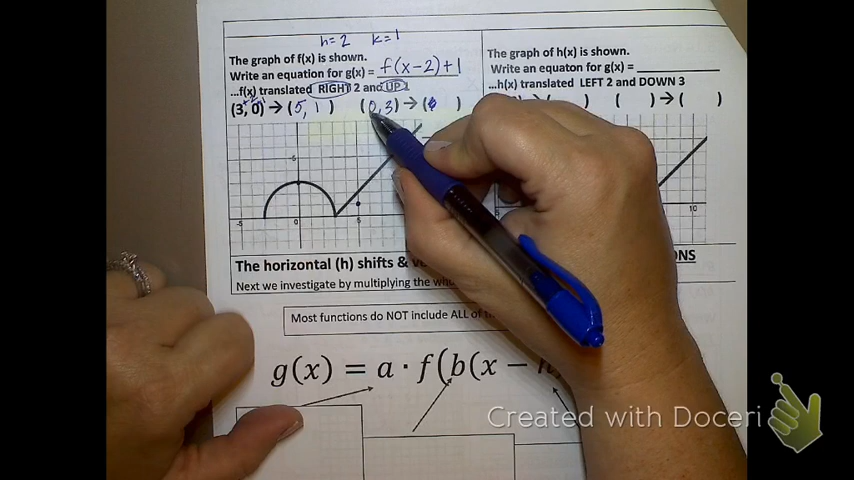 h=2 k=1
The graph of f(x) is shown.
Write an equation for g(x) = f(x-2)+1
...f(x) translated RIGHT 2 and UP 1
(3, 0) → (5, 1 ) (0,3) → ( )
5
-5 0 5
The graph of h(x) is shown.
Write an equaton for g(x) =
...h(x) translated LEFT 2 and DOWN 3
) ( ) → ( )
10
The horizontal (h) shifts &
ONS
Next we investigate by multiplying the
Most functions do NOT include ALL of
g(x) = a · f(b(x −
Created with Doceri